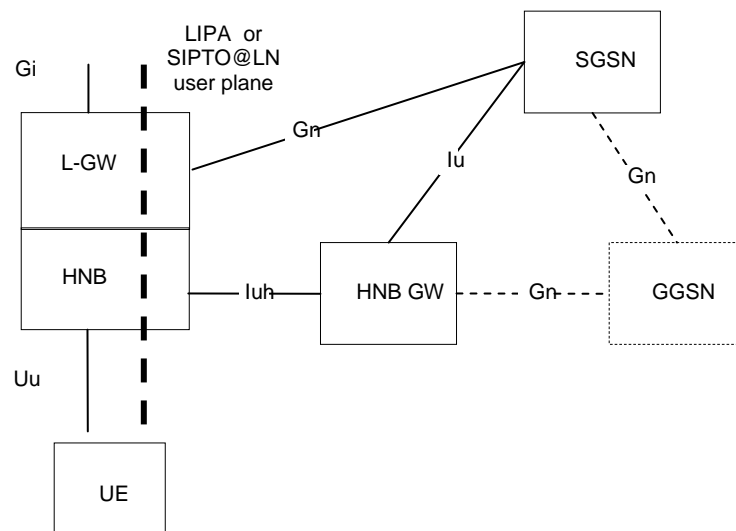 LIPA or
SIPTO@LN
user plane
Gi
SGSN
Gn
L-GW
Iu
Gn
HNB
Iuh
HNB GW
Gn
GGSN
Uu
UE